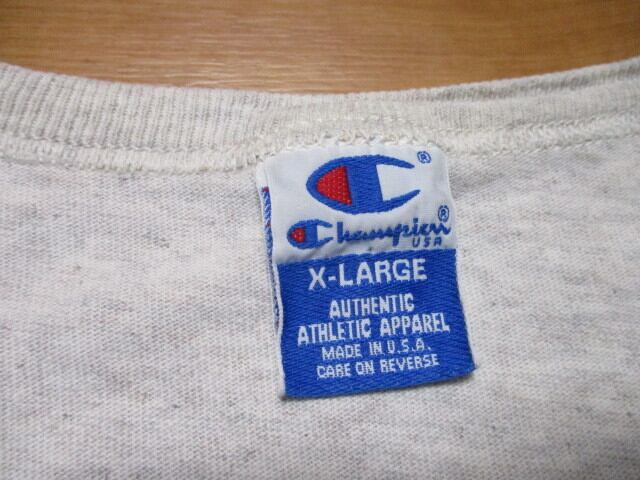 ®
Champion®
USA
X-LARGE
AUTHENTIC
ATHLETIC APPAREL
MADE IN U.S.A.
CARE ON REVERSE